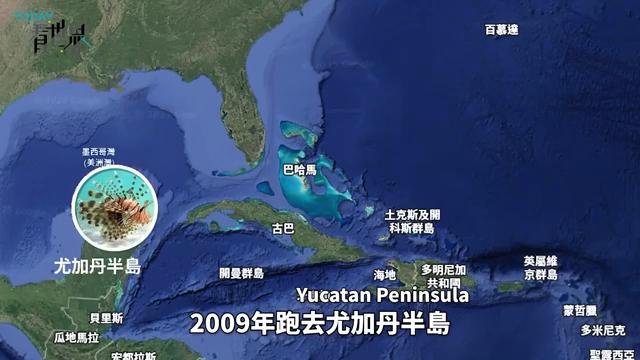 TODAY
看世界
百慕達
墨西哥灣
(美洲灣)
巴哈馬
土克斯及開
科斯群島
古巴
尤加丹半島
開曼群島
海地
多明尼加
共和國
英屬維
京群島
Yucatan Peninsula
2009年跑去尤加丹半島
貝里斯
蒙哲臘
瓜地馬拉
多米尼克
宏都拉斯
聖露西亞